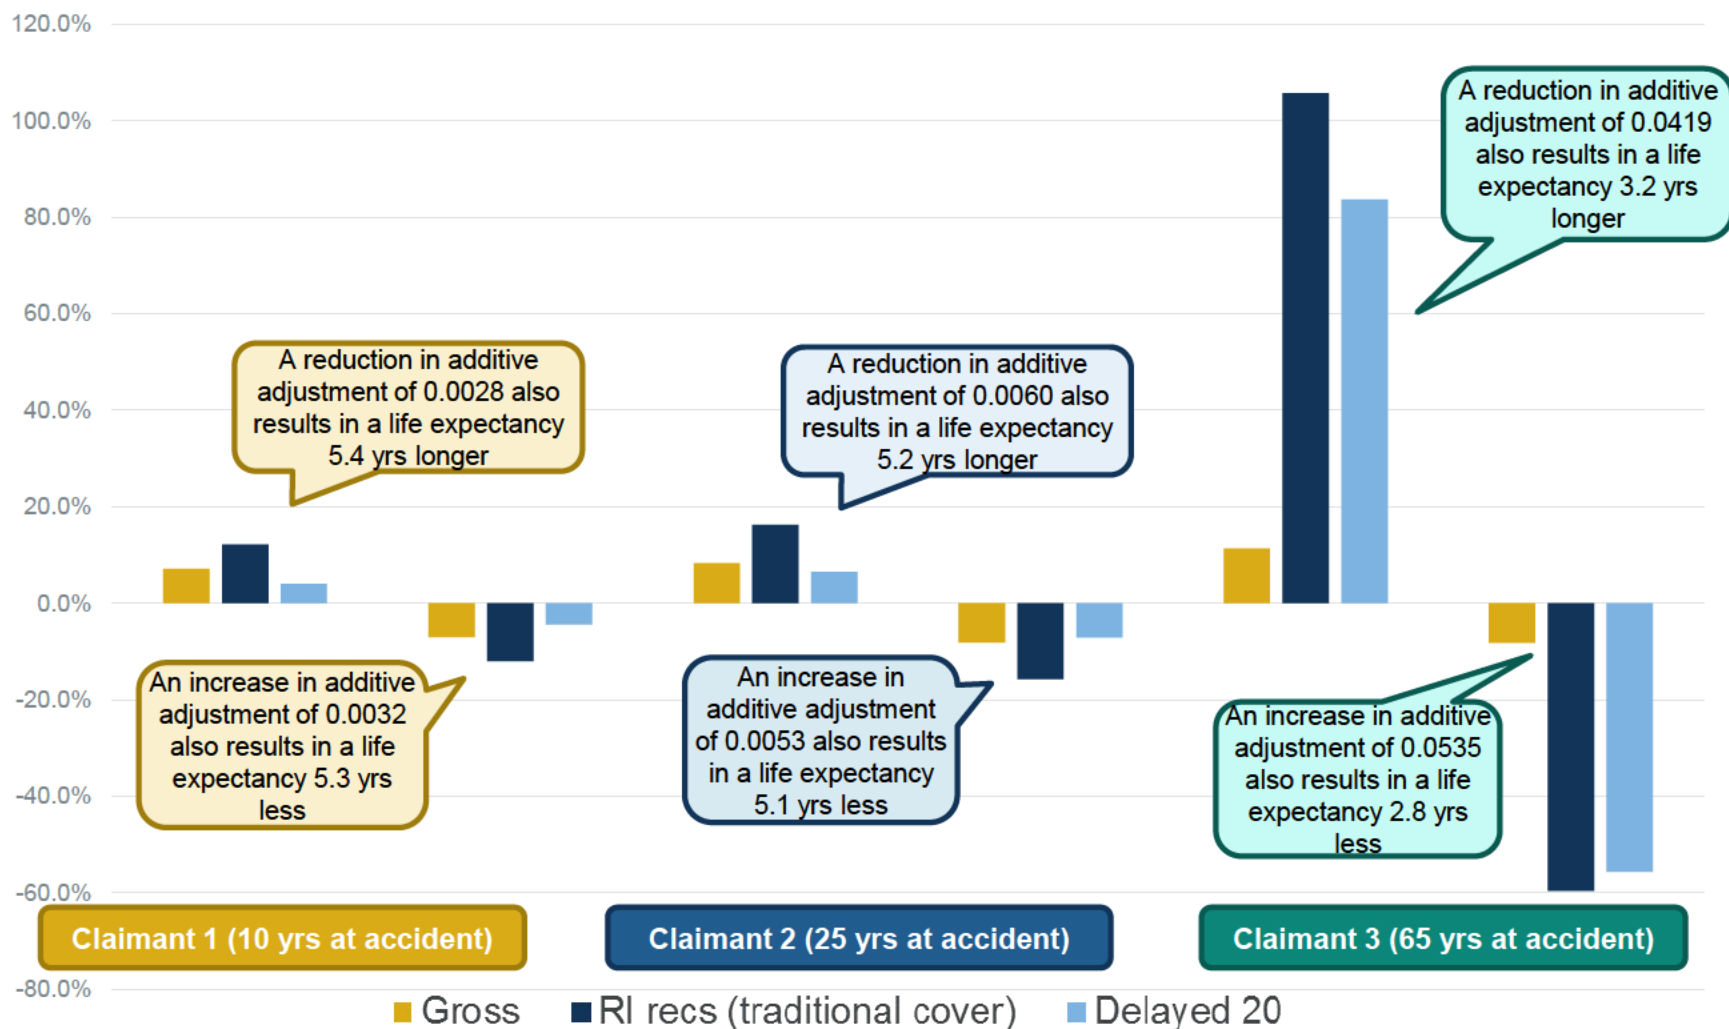 120.0%
100.0%
80.0%
60.0%
40.0%
20.0%
0.0%
-20.0%
-40.0%
-60.0%
-80.0%
A reduction in additive
adjustment of 0.0028 also
results in a life expectancy
5.4 yrs longer
An increase in additive
adjustment of 0.0032
also results in a life
expectancy 5.3 yrs
less
A reduction in additive
adjustment of 0.0060 also
results in a life expectancy
5.2 yrs longer
An increase in
additive adjustment
of 0.0053 also results
in a life expectancy
5.1 yrs less
A reduction in additive
adjustment of 0.0419
also results in a life
expectancy 3.2 yrs
longer
An increase in additive
adjustment of 0.0535
also results in a life
expectancy 2.8 yrs
less
Claimant 1 (10 yrs at accident)
Claimant 2 (25 yrs at accident)
Claimant 3 (65 yrs at accident)
Gross
RI recs (traditional cover)
Delayed 20